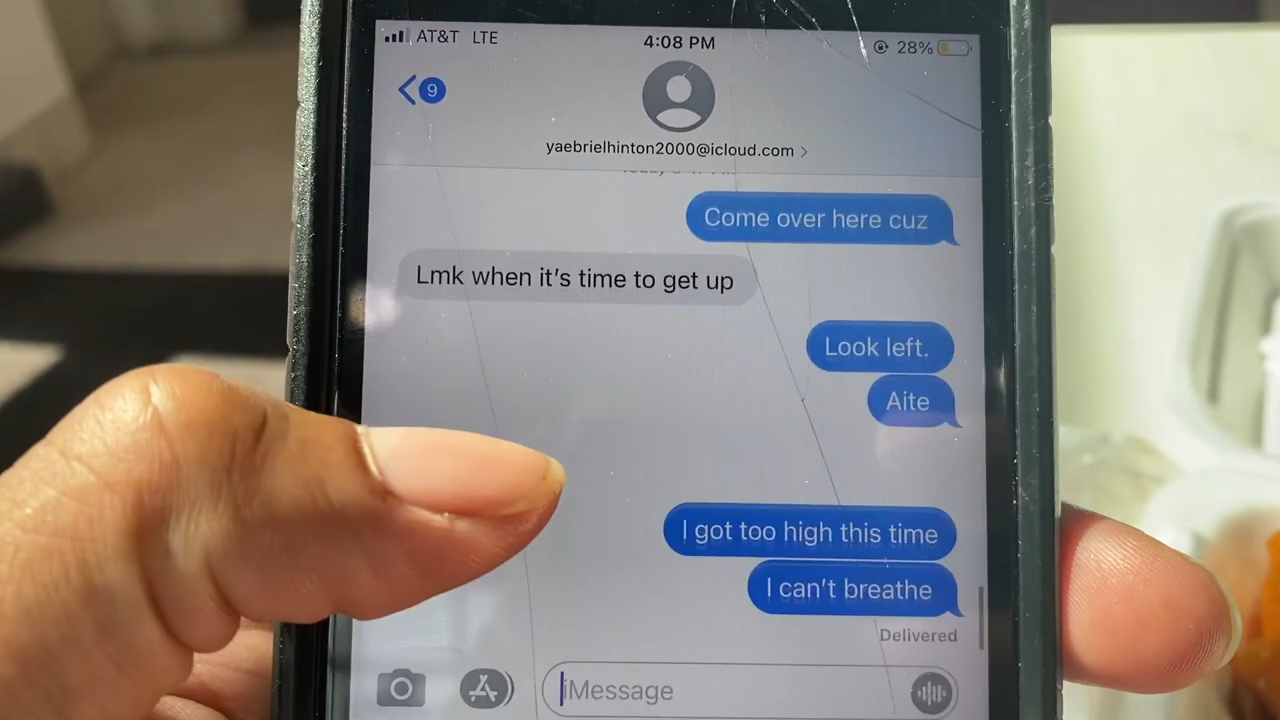 AT&T LTE 4:08 PM 28%
9
yaebrielhinton2000@icloud.com
Come over here cuz
Lmk when it's time to get up
Look left.
Aite
I got too high this time
I can't breathe
Delivered
iMessage